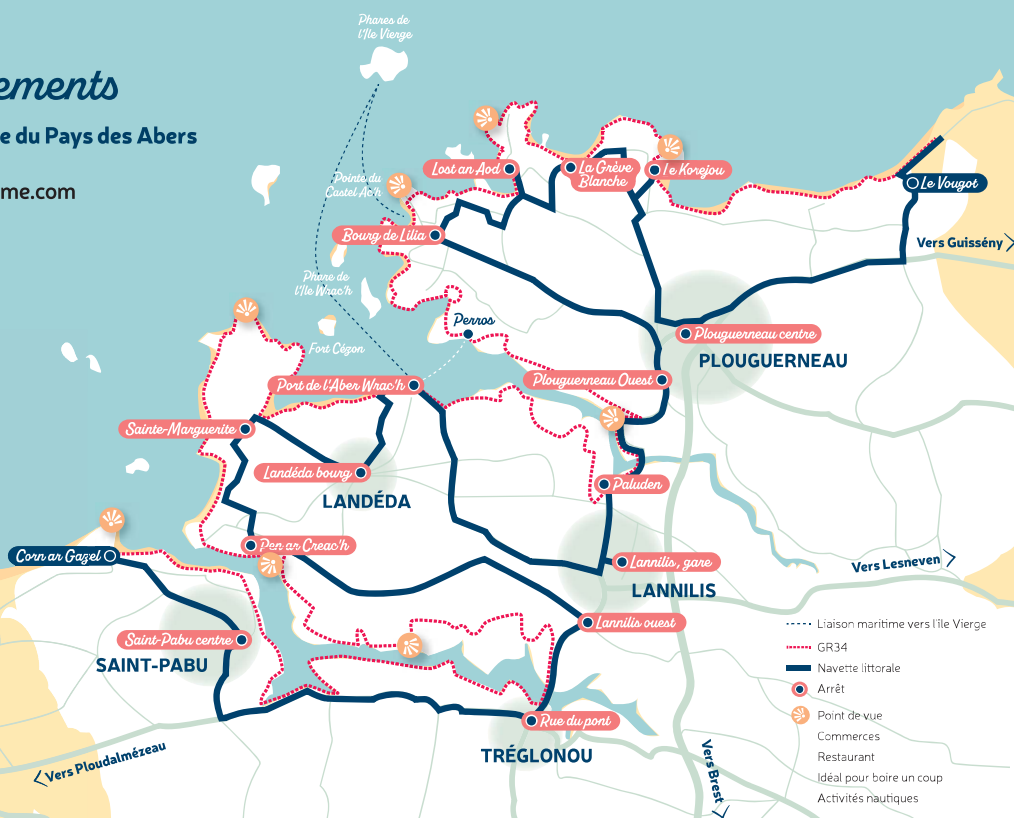 Phares de
l'Ile Vierge
ements
e du Pays des Abers
me.com
Lost an Aod
La Grève
Blanche
Le Korejou
Pointe du
Castel Ac'h
Le Vougot
Bourg de Lilia
Vers Guissény
Phare de
l'Ile Wrac'h
Perros
Plouguerneau centre
Fort Cézon
PLOUGUERNEAU
Port de l'Aber Wrac'h
Plouguerneau Ouest
Sainte-Marguerite
Landéda bourg
LANDÉDA
Paluden
Corn ar Gazel
Pen ar Creac'h
Lannilis, gare
Vers Lesneven
LANNILIS
Lannilis ouest
Saint-Pabu centre
SAINT-PABU
Rue du pont
TRÉGLONOU
Vers Ploudalmézeau
Vers Brest
Liaison maritime vers l'île Vierge
GR34
Navette littorale
Arrêt
Point de vue
Commerces
Restaurant
Idéal pour boire un coup
Activités nautiques